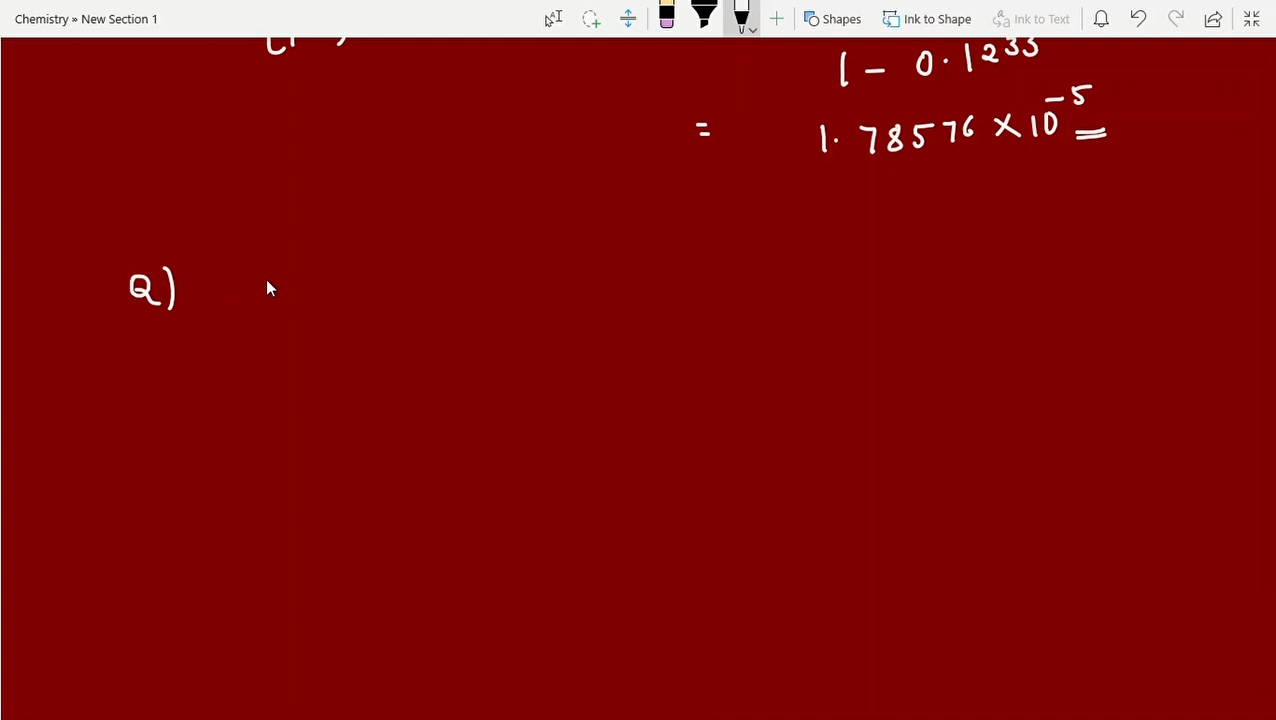 Chemistry » New Section 1
Shapes
Ink to Shape
Ink to Text
1 - 0.1233
= 1.78576 × 10⁻⁵
Q)